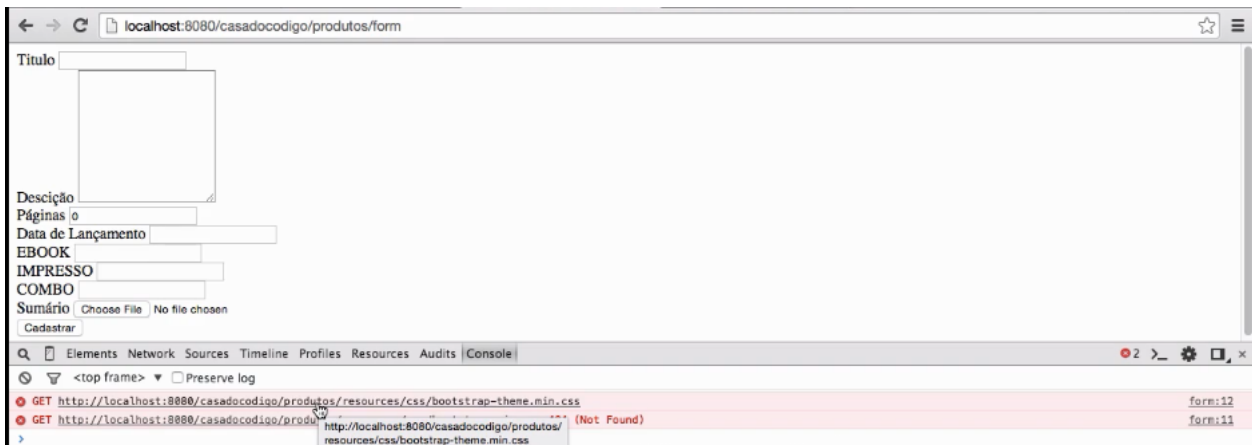 localhost:8080/casadocodigo/produtos/form
Titulo
Descição
Páginas 0
Data de Lançamento
EBOOK
IMPRESSO
COMBO
Sumário Choose File No file chosen
Cadastrar
Elements Network Sources Timeline Profiles Resources Audits Console
2
<top frame> ▼ Preserve log
GET http://localhost:8080/casadocodigo/produtos/resources/css/bootstrap-theme.min.css form:12
GET http://localhost:8080/casadocodigo/produ (Not Found) form:11
http://localhost:8080/casadocodigo/produtos/
resources/css/bootstrap-theme.min.css